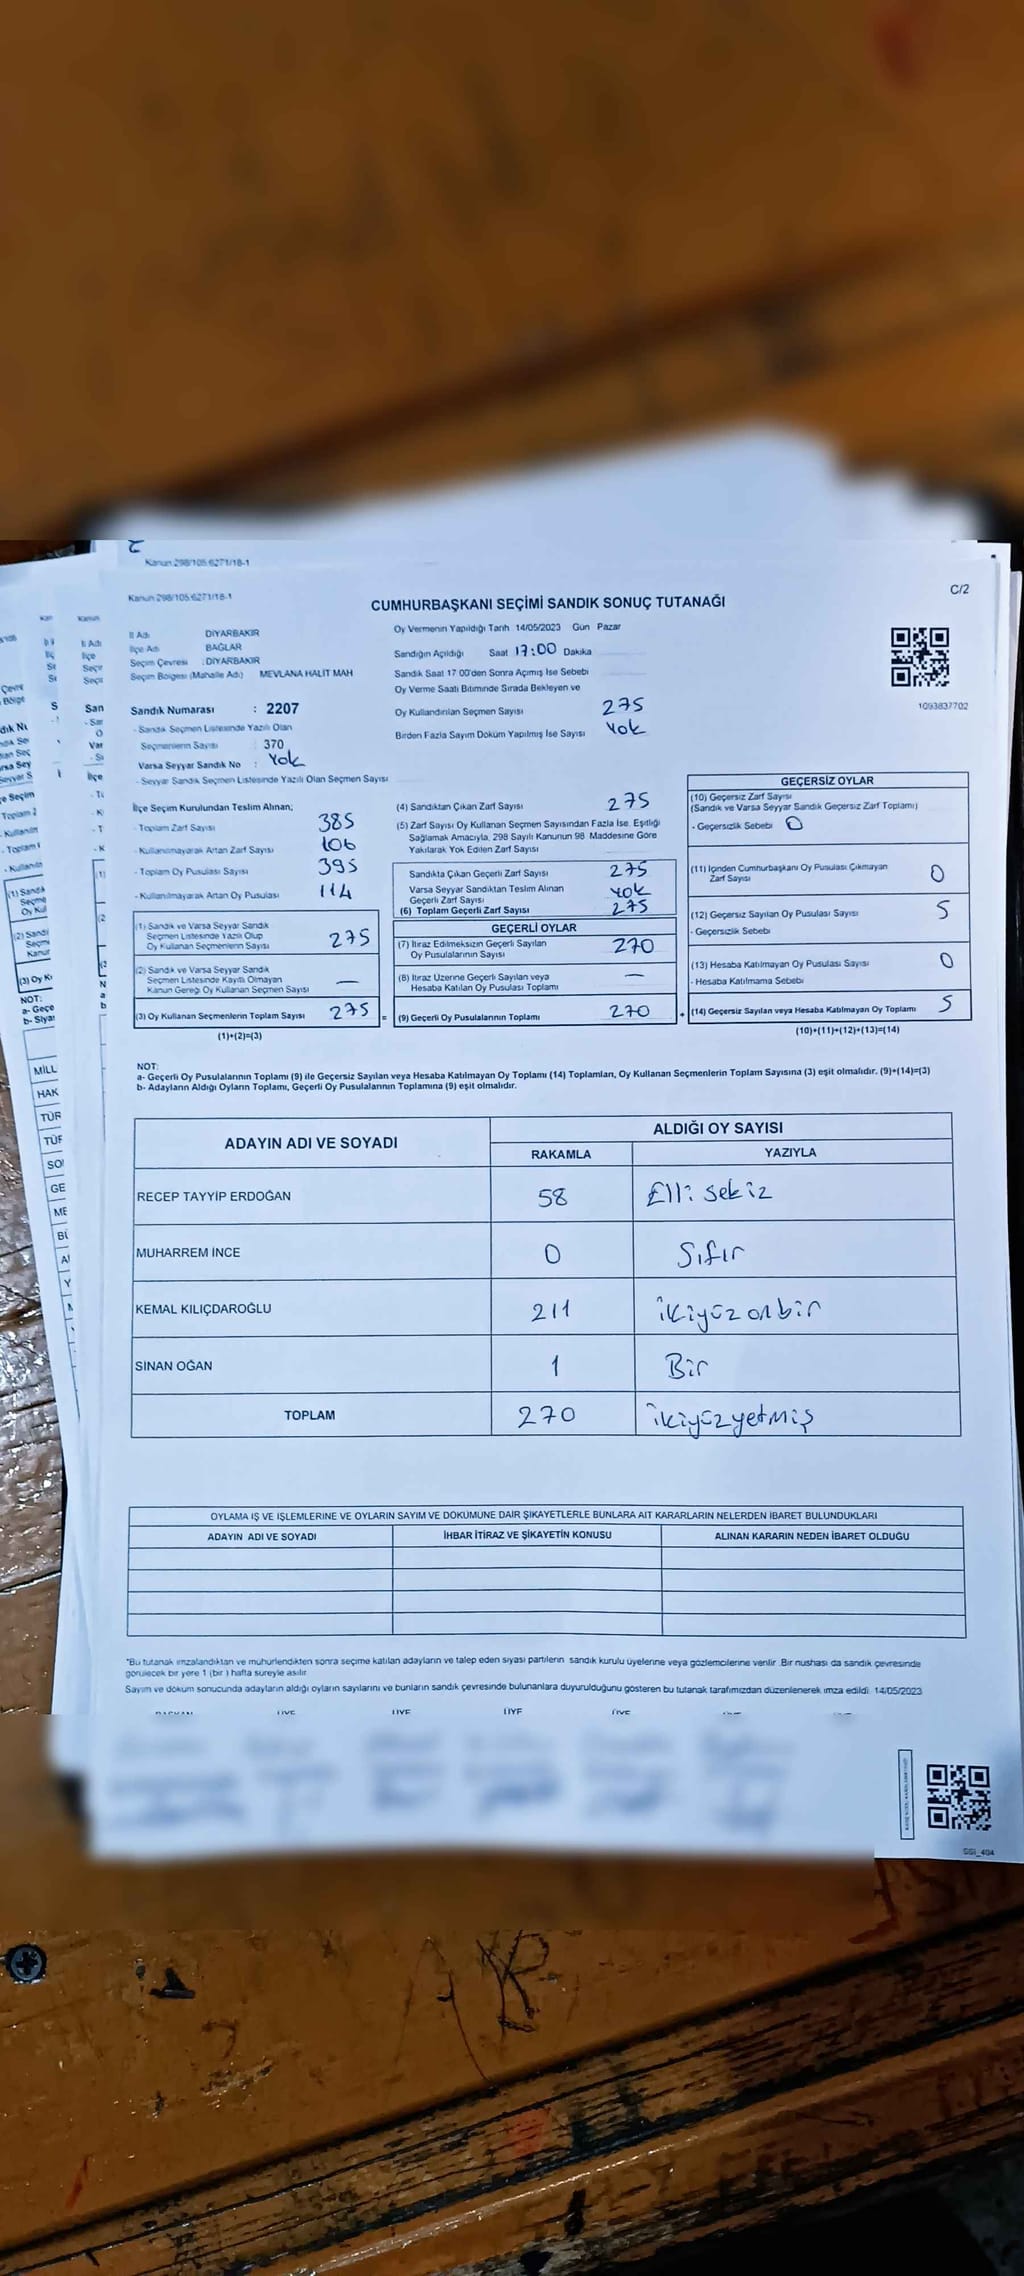 Kanun:298/105:6271/18-1
Kanun:298/105:6271/18-1
C/2
CUMHURBAŞKANI SEÇİMİ SANDIK SONUÇ TUTANAĞI
İl Adı DİYARBAKIR
İlçe Adı BAĞLAR
Seçim Çevresi : DİYARBAKIR
Seçim Bölgesi (Mahalle Adı) MEVLANA HALİT MAH
Sandık Numarası : 2207
- Sandık Seçmen Listesinde Yazılı Olan
Seçmenlerin Sayısı : 370
Varsa Seyyar Sandık No : Yok
- Seyyar Sandık Seçmen Listesinde Yazılı Olan Seçmen Sayısı
Oy Vermenin Yapıldığı Tarih 14/05/2023 Gün Pazar
Sandığın Açıldığı Saat 17:00 Dakika
Sandık Saat 17 00'den Sonra Açımış İse Sebebi
Oy Verme Saati Bitiminde Sırada Bekleyen ve
Oy Kullandırılan Seçmen Sayısı 275
Birden Fazla Sayım Döküm Yapılmış İse Sayısı Yok
1093837702
İlçe Seçim Kurulundan Teslim Alınan;
- Toplam Zarf Sayısı 385
- Kullanılmayarak Artan Zarf Sayısı 106
- Toplam Oy Pusulası Sayısı 395
- Kullanılmayarak Artan Oy Pusulası 114
(1) Sandık ve Varsa Seyyar Sandık
Seçmen Listesinde Yazılı Olup
Oy Kullanan Seçmenlerin Sayısı 275
(2) Sandık ve Varsa Seyyar Sandık
Seçmen Listesinde Kayıtlı Olmayan
Kanun Gereği Oy Kullanan Seçmen Sayısı —
(3) Oy Kullanan Seçmenlerin Toplam Sayısı 275 =
(1)+(2)=(3)
(4) Sandıktan Çıkan Zarf Sayısı 275
(5) Zarf Sayısı Oy Kullanan Seçmen Sayısından Fazla İse, Eşitliği
Sağlamak Amacıyla, 298 Sayılı Kanunun 98 Maddesine Göre
Yakılarak Yok Edilen Zarf Sayısı
Sandıkta Çıkan Geçerli Zarf Sayısı 275
Varsa Seyyar Sandıktan Teslim Alınan
Geçerli Zarf Sayısı Yok
(6) Toplam Geçerli Zarf Sayısı 275
GEÇERLİ OYLAR
(7) İtiraz Edilmeksizin Geçerli Sayılan
Oy Pusulalarının Sayısı 270
(8) İtiraz Üzerine Geçerli Sayılan veya
Hesaba Katılan Oy Pusulası Toplamı —
(9) Geçerli Oy Pusulalarının Toplamı 270 +
GEÇERSİZ OYLAR
(10) Geçersiz Zarf Sayısı
(Sandık ve Varsa Seyyar Sandık Geçersiz Zarf Toplamı)
- Geçersizlik Sebebi 0
(11) İçinden Cumhurbaşkanı Oy Pusulası Çıkmayan
Zarf Sayısı 0
(12) Geçersiz Sayılan Oy Pusulası Sayısı 5
- Geçersizlik Sebebi
(13) Hesaba Katılmayan Oy Pusulası Sayısı 0
- Hesaba Katılmama Sebebi
(14) Geçersiz Sayılan veya Hesaba Katılmayan Oy Toplamı 5
(10)+(11)+(12)+(13)=(14)
NOT:
a- Geçerli Oy Pusulalarının Toplamı (9) ile Geçersiz Sayılan veya Hesaba Katılmayan Oy Toplamı (14) Toplamları, Oy Kullanan Seçmenlerin Toplam Sayısına (3) eşit olmalıdır. (9)+(14)=(3)
b- Adayların Aldığı Oyların Toplamı, Geçerli Oy Pusulalarının Toplamına (9) eşit olmalıdır.
ADAYIN ADI VE SOYADI ALDIĞI OY SAYISI
RAKAMLA YAZIYLA
RECEP TAYYİP ERDOĞAN 58 Elli sekiz
MUHARREM İNCE 0 Sıfır
KEMAL KILIÇDAROĞLU 211 ikiyüz onbir
SİNAN OĞAN 1 Bir
TOPLAM 270 ikiyüzyetmiş
OYLAMA İŞ VE İŞLEMLERİNE VE OYLARIN SAYIM VE DÖKÜMÜNE DAİR ŞİKAYETLERLE BUNLARA AİT KARARLARIN NELERDEN İBARET BULUNDUKLARI
ADAYIN ADI VE SOYADI İHBAR İTİRAZ VE ŞİKAYETİN KONUSU ALINAN KARARIN NEDEN İBARET OLDUĞU
*Bu tutanak imzalandıktan ve mühürlendikten sonra seçime katılan adayların ve talep eden siyasi partilerin sandık kurulu üyelerine veya gözlemcilerine verilir .Bir nüshası da sandık çevresinde
görülecek bir yere 1 (bir ) hafta süreyle asılır.
Sayım ve döküm sonucunda adayların aldığı oyların sayılarını ve bunların sandık çevresinde bulunanlara duyurulduğunu gösteren bu tutanak tarafımızdan düzenlenerek imza edildi. 14/05/2023
BAŞKAN ÜYE ÜYE ÜYE ÜYE